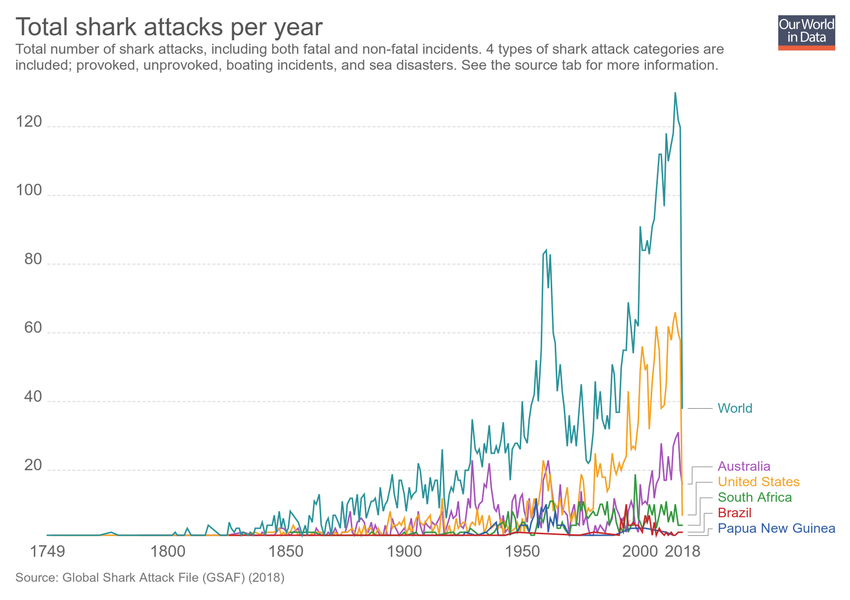 Total shark attacks per year
Our World
in Data
Total number of shark attacks, including both fatal and non-fatal incidents. 4 types of shark attack categories are
included; provoked, unprovoked, boating incidents, and sea disasters. See the source tab for more information.
120
100
80
60
40
20
World
Australia
United States
South Africa
Brazil
Papua New Guinea
1749 1800 1850 1900 1950 2000 2018
Source: Global Shark Attack File (GSAF) (2018)